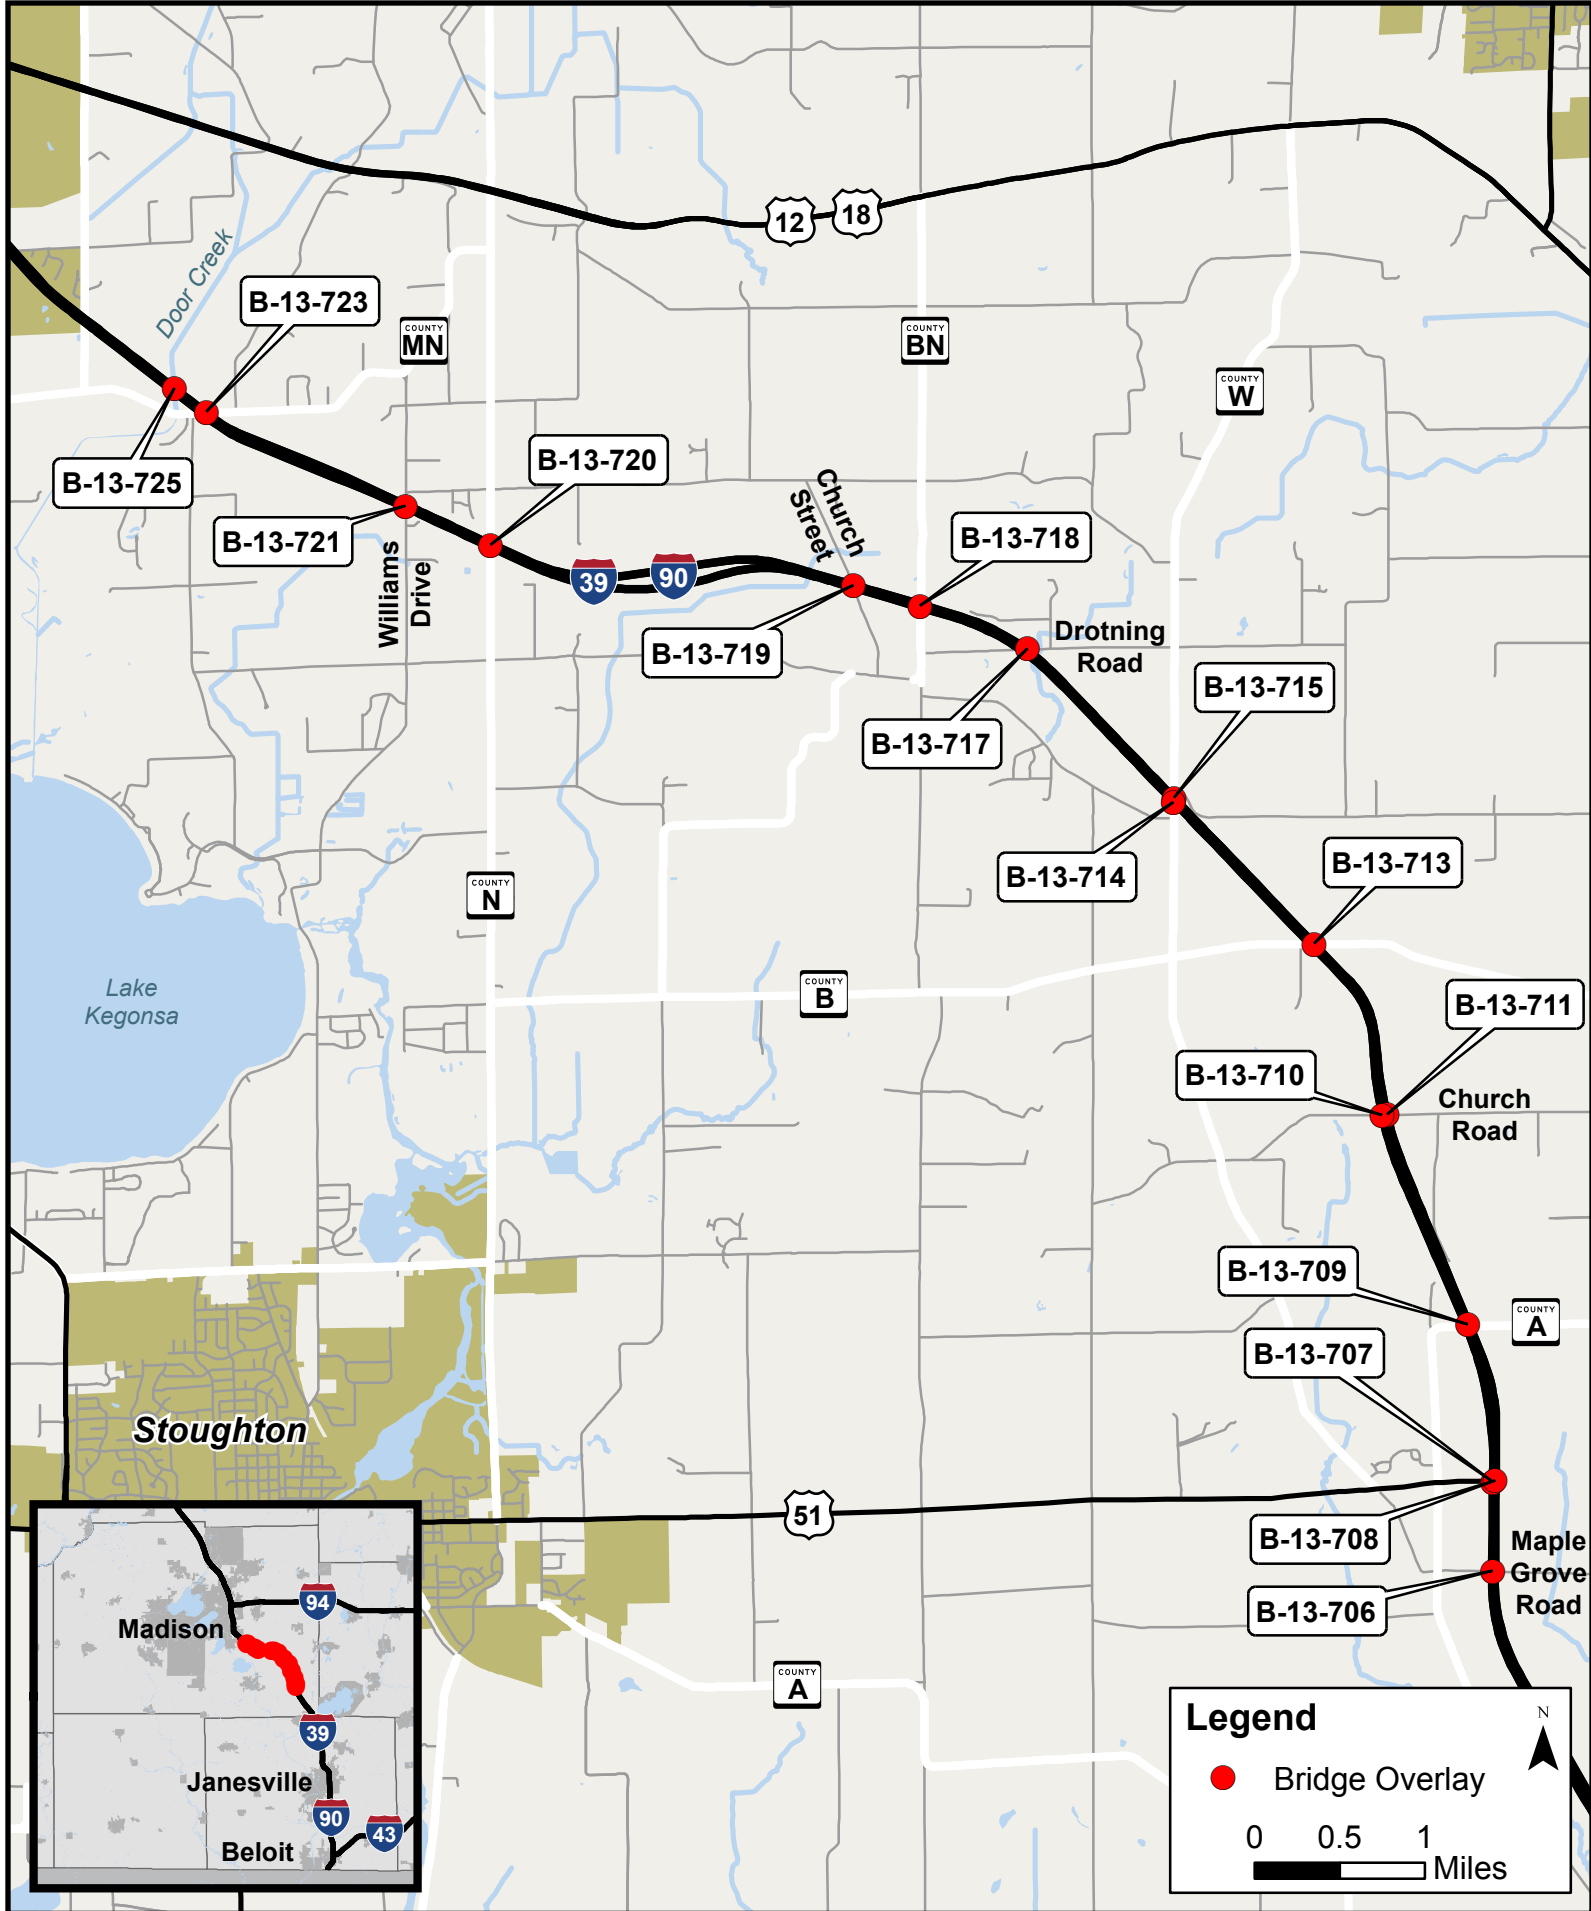 12
18
Door Creek
B-13-723
COUNTY
MN
COUNTY
BN
COUNTY
W
B-13-725
B-13-720
B-13-721
Church
Street
B-13-718
Williams
Drive
39
90
B-13-719
Drotning
Road
B-13-715
B-13-717
B-13-714
B-13-713
COUNTY
N
Lake
Kegonsa
COUNTY
B
B-13-711
B-13-710
Church
Road
B-13-709
COUNTY
A
B-13-707
Stoughton
51
B-13-708
Maple
Grove
Road
B-13-706
94
Madison
39
Janesville
90
43
Beloit
COUNTY
A
Legend
N
Bridge Overlay
0 0.5 1
Miles